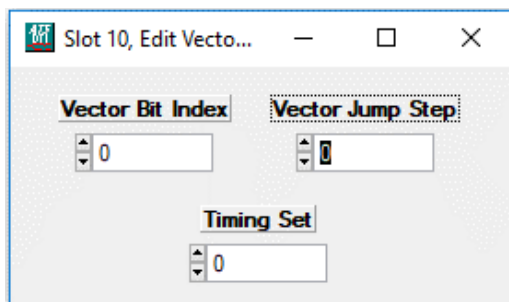 Slot 10, Edit Vecto...
Vector Bit Index Vector Jump Step
0 0
Timing Set
0